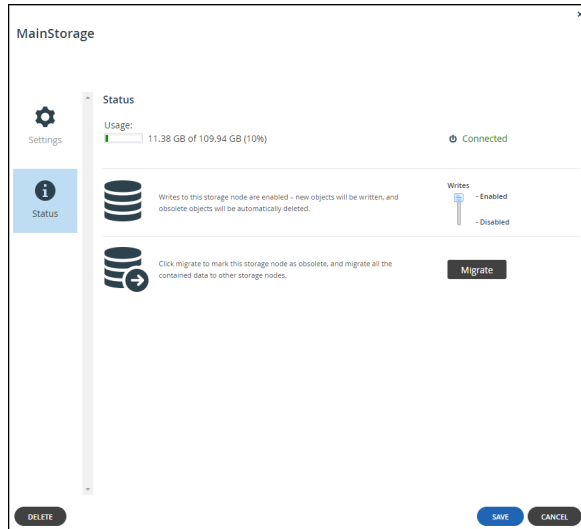 ×
MainStorage
Settings
Status
Status
Usage:
11.38 GB of 109.94 GB (10%)
Connected
Writes to this storage node are enabled – new objects will be written, and
obsolete objects will be automatically deleted.
Writes
- Enabled
- Disabled
Click migrate to mark this storage node as obsolete, and migrate all the
contained data to other storage nodes.
Migrate
DELETE
SAVE
CANCEL